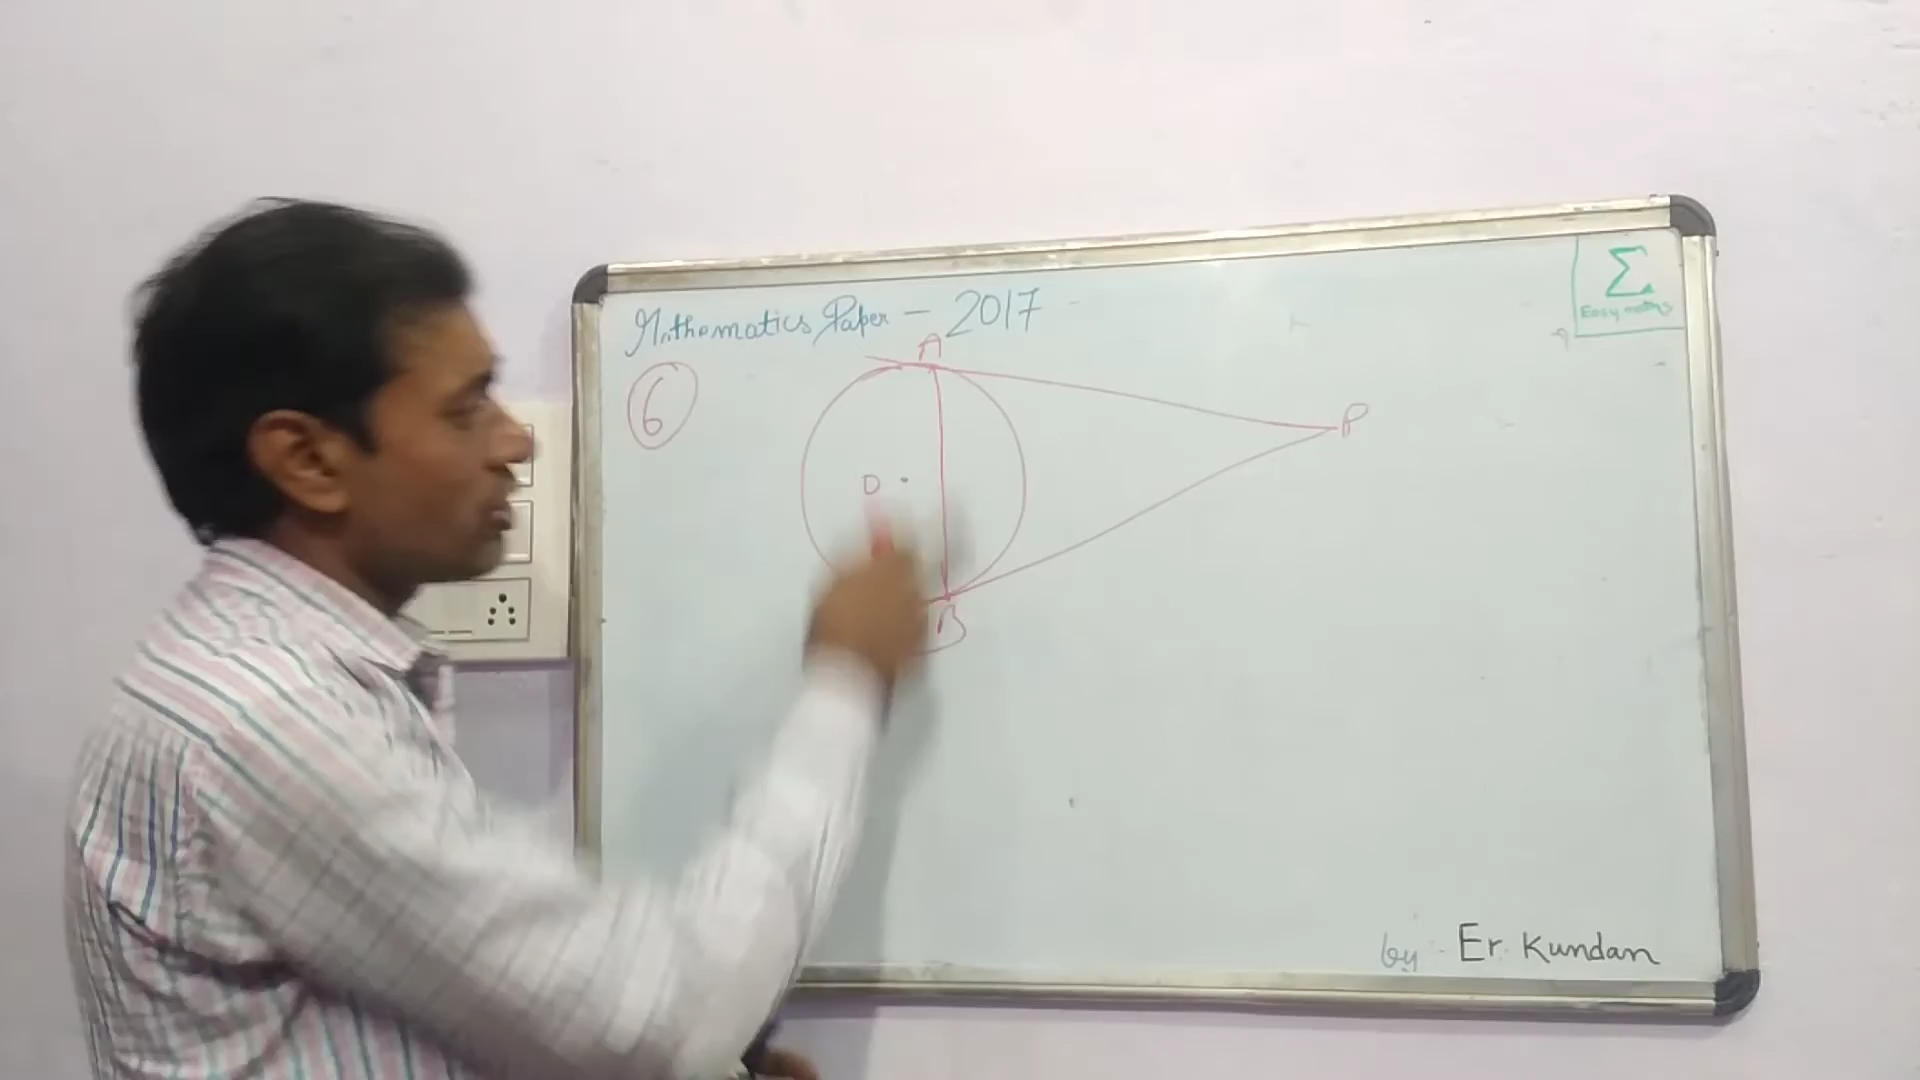 Mathematics Paper - 2017
Σ
Easy maths
6
A
P
O
B
by - Er. Kundan